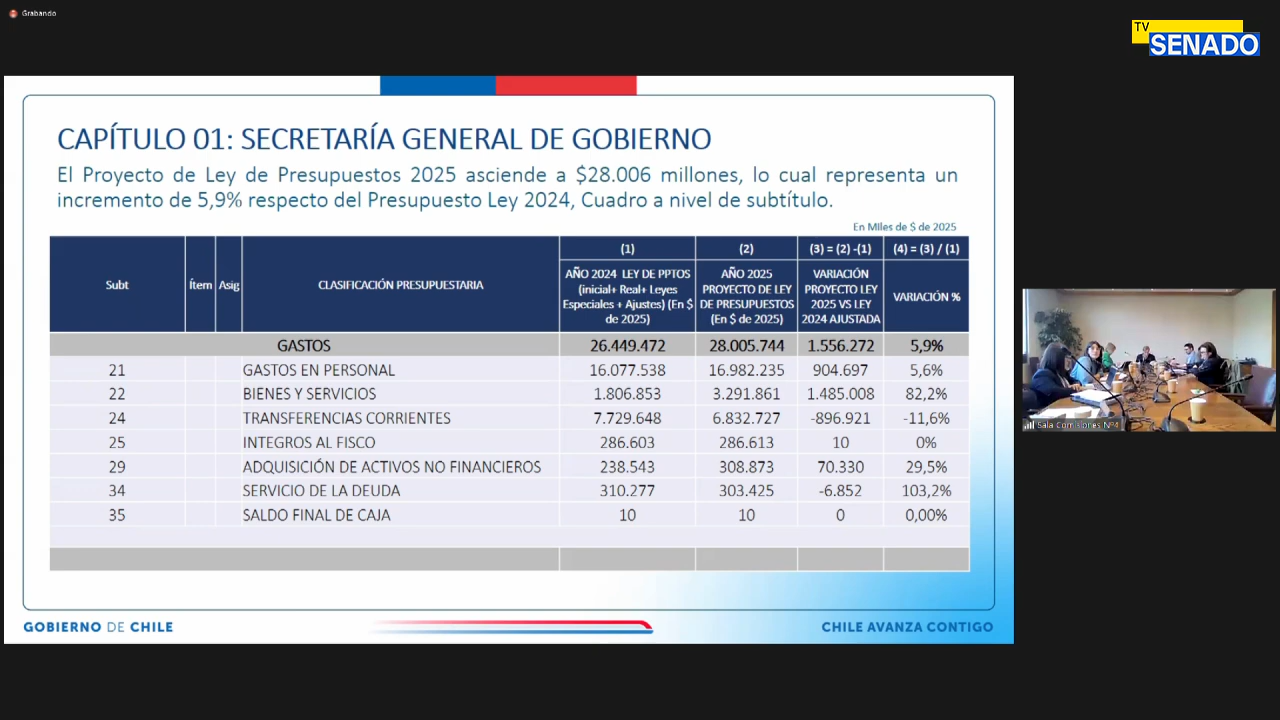 Grabando
TV
SENADO
CAPÍTULO 01: SECRETARÍA GENERAL DE GOBIERNO
El Proyecto de Ley de Presupuestos 2025 asciende a $28.006 millones, lo cual representa un
incremento de 5,9% respecto del Presupuesto Ley 2024, Cuadro a nivel de subtítulo.
En Miles de $ de 2025
Subt Ítem Asig CLASIFICACIÓN PRESUPUESTARIA
(1) (2) (3) = (2) -(1) (4) = (3) / (1)
AÑO 2024 LEY DE PPTOS
(inicial+ Real+ Leyes
Especiales + Ajustes) (En $
de 2025)
AÑO 2025
PROYECTO DE LEY
DE PRESUPUESTOS
(En $ de 2025)
VARIACIÓN
PROYECTO LEY
2025 VS LEY
2024 AJUSTADA
VARIACIÓN %
GASTOS 26.449.472 28.005.744 1.556.272 5,9%
21 GASTOS EN PERSONAL 16.077.538 16.982.235 904.697 5,6%
22 BIENES Y SERVICIOS 1.806.853 3.291.861 1.485.008 82,2%
24 TRANSFERENCIAS CORRIENTES 7.729.648 6.832.727 -896.921 -11,6%
25 INTEGROS AL FISCO 286.603 286.613 10 0%
29 ADQUISICIÓN DE ACTIVOS NO FINANCIEROS 238.543 308.873 70.330 29,5%
34 SERVICIO DE LA DEUDA 310.277 303.425 -6.852 103,2%
35 SALDO FINAL DE CAJA 10 10 0 0,00%
GOBIERNO DE CHILE
CHILE AVANZA CONTIGO
Sala Comisiones N°4